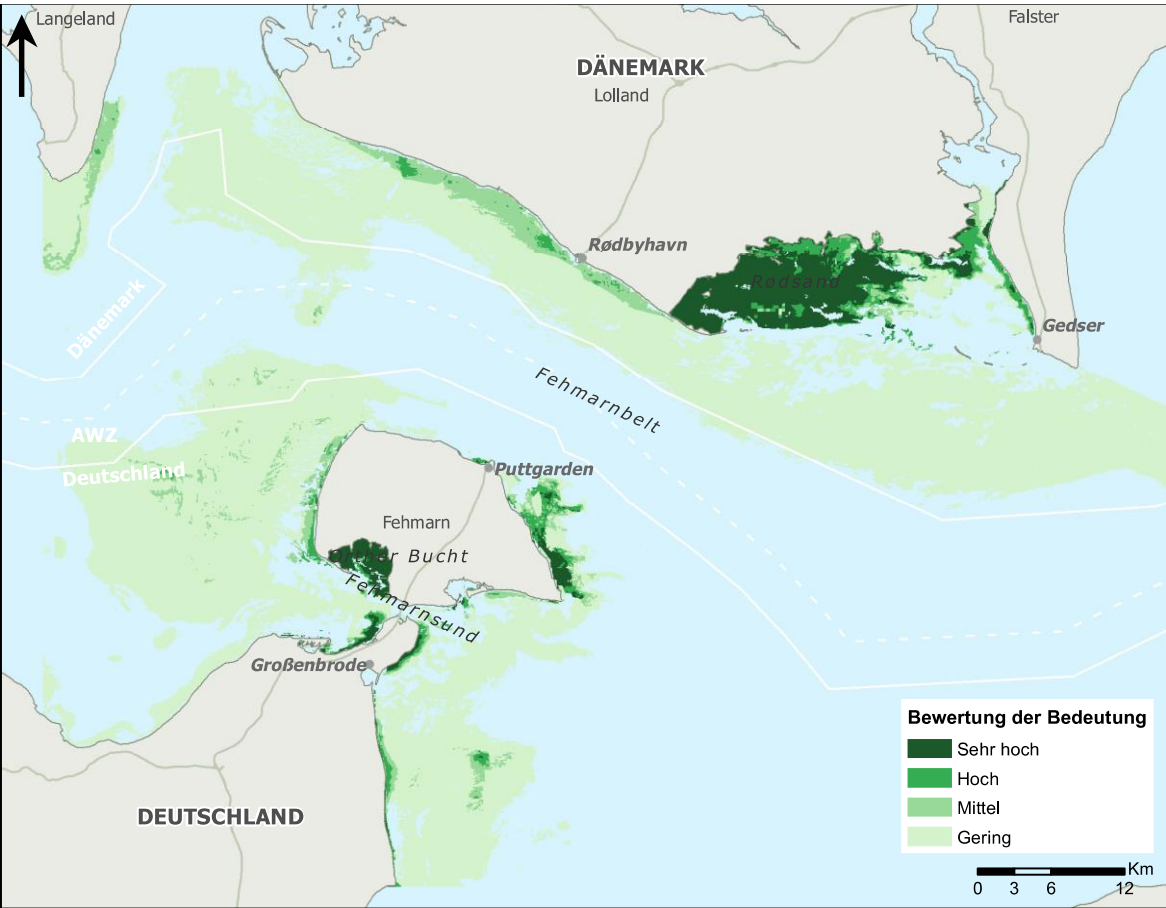 Langeland
Falster
DÄNEMARK
Lolland
Rødbyhavn
Rødsand
Gedser
Dänemark
Fehmarnbelt
AWZ
Deutschland
Puttgarden
Fehmarn
Orther Bucht
Fehmarnsund
Großenbrode
DEUTSCHLAND
Bewertung der Bedeutung
Sehr hoch
Hoch
Mittel
Gering
Km
0 3 6 12